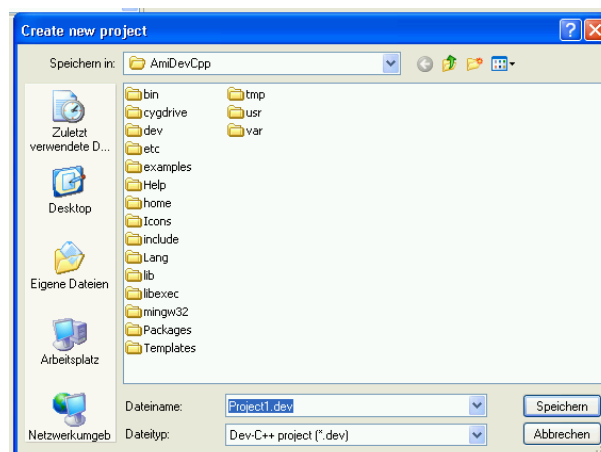 Create new project
Speichern in:
AmiDevCpp
Zuletzt
verwendete D...
Desktop
Eigene Dateien
Arbeitsplatz
Netzwerkumgeb
bin
cygdrive
dev
etc
examples
Help
home
Icons
include
Lang
lib
libexec
mingw32
Packages
Templates
tmp
usr
var
Dateiname:
Project1.dev
Speichern
Dateityp:
Dev-C++ project (*.dev)
Abbrechen